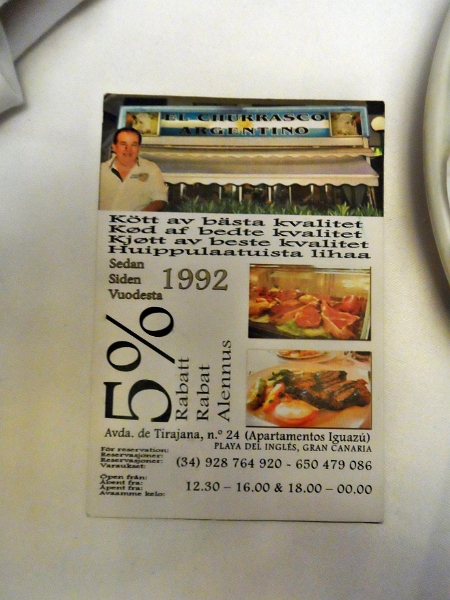 EL CHURRASCO
ARGENTINO
Kött av bästa kvalitet
Kød af bedte kvalitet
Kjøtt av beste kvalitet
Huippulaatuista lihaa
Sedan
Siden
Vuodesta
1992
5%
Rabatt
Rabat
Alennus
Avda. de Tirajana, n.º 24 (Apartamentos Iguazú)
PLAYA DEL INGLÉS, GRAN CANARIA
För reservation:
Reservasjoner:
Reservasjoner:
Varaukset:
(34) 928 764 920 - 650 479 086
Open från:
Åbent fra:
Åpent fra:
Avaamme kelo:
12.30 – 16.00 & 18.00 – 00.00